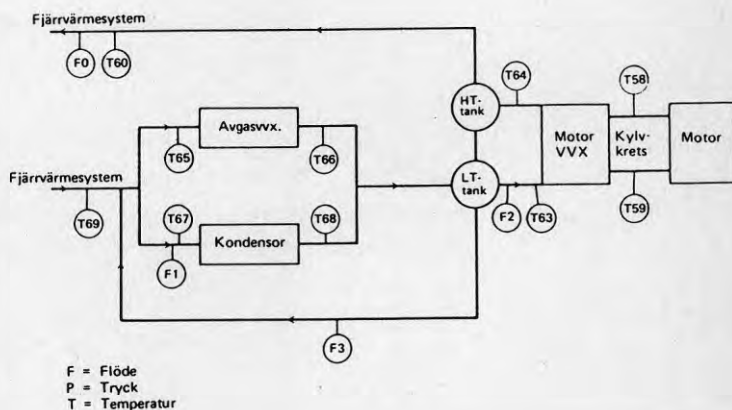 Fjärrvärmesystem
F0
T60
T64
T58
HT-
tank
Avgasvvx.
T65
T66
Motor
VVX
Kylv-
krets
Motor
Fjärrvärmesystem
T69
T67
T68
LT-
tank
F2
T63
T59
Kondensor
F1
F3
F = Flöde
P = Tryck
T = Temperatur